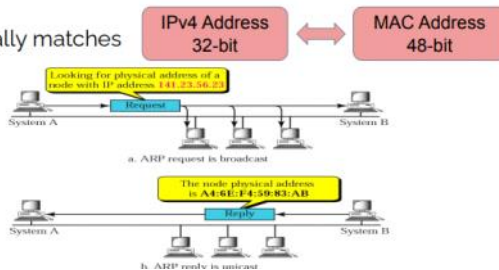 ally matches
IPv4 Address
32-bit
MAC Address
48-bit
Looking for physical address of a
node with IP address 141.23.56.23
Request
System A
System B
a. ARP request is broadcast
The node physical address
is A4:6E:F4:59:83:AB
Reply
System A
System B
b. ARP reply is unicast